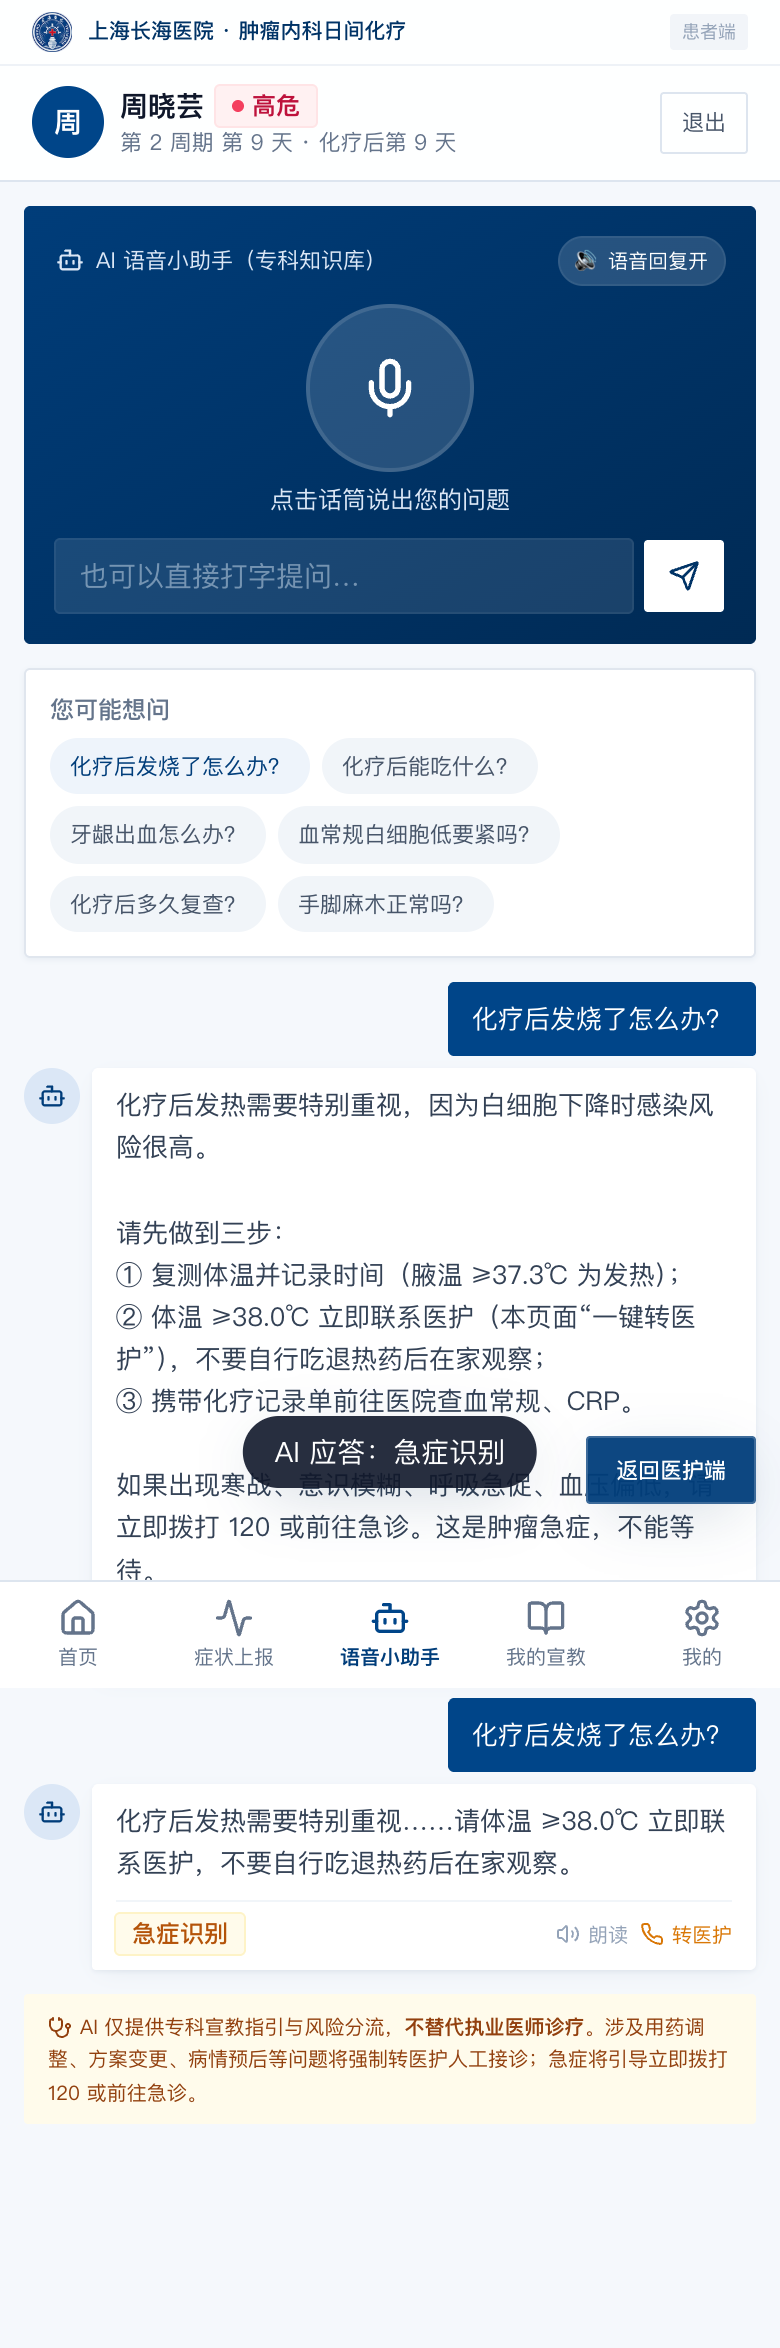 上海长海医院 · 肿瘤内科日间化疗
患者端
周
周晓芸
高危
第 2 周期 第 9 天 · 化疗后第 9 天
退出
AI 语音小助手（专科知识库）
语音回复开
点击话筒说出您的问题
也可以直接打字提问…
您可能想问
化疗后发烧了怎么办？
化疗后能吃什么？
牙龈出血怎么办？
血常规白细胞低要紧吗？
化疗后多久复查？
手脚麻木正常吗？
化疗后发烧了怎么办？
化疗后发热需要特别重视，因为白细胞下降时感染风
险很高。
请先做到三步：
① 复测体温并记录时间（腋温 ≥37.3℃ 为发热）；
② 体温 ≥38.0℃ 立即联系医护（本页面“一键转医
护”），不要自行吃退热药后在家观察；
③ 携带化疗记录单前往医院查血常规、CRP。
AI 应答：急症识别
返回医护端
如果出现寒战、意识模糊、呼吸急促、血压偏低，请
立即拨打 120 或前往急诊。这是肿瘤急症，不能等
待。
首页
症状上报
语音小助手
我的宣教
我的
化疗后发烧了怎么办？
化疗后发热需要特别重视……请体温 ≥38.0℃ 立即联
系医护，不要自行吃退热药后在家观察。
急症识别
朗读
转医护
AI 仅提供专科宣教指引与风险分流，不替代执业医师诊疗。涉及用药调
整、方案变更、病情预后等问题将强制转医护人工接诊；急症将引导立即拨打
120 或前往急诊。